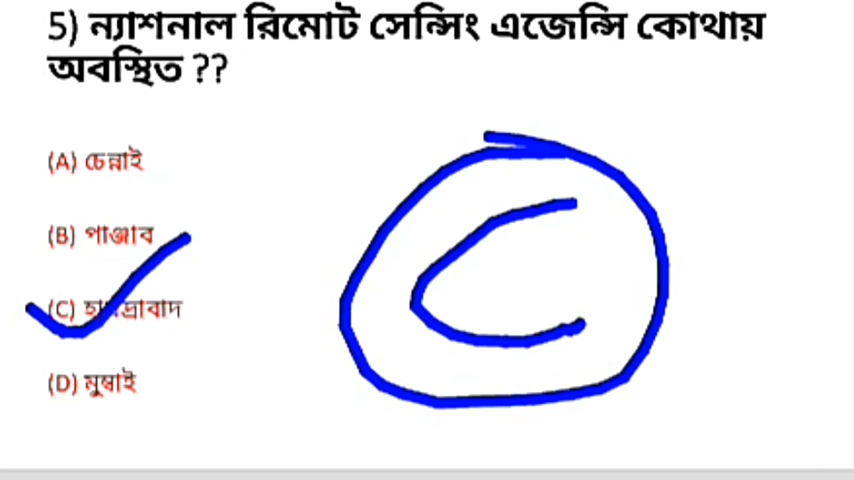 5) ন্যাশনাল রিমোট সেন্সিং এজেন্সি কোথায়
অবস্থিত ??
(A) চেন্নাই
(B) পাঞ্জাব
(C) হায়দ্রাবাদ
C
(D) মুম্বাই